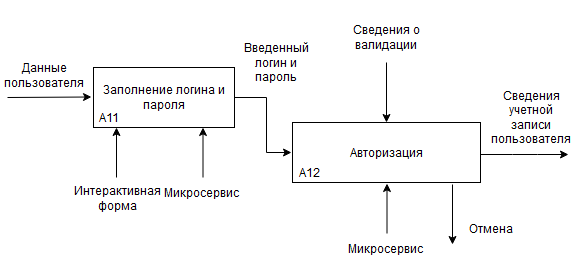 Данные
пользователя
Заполнение логина и
пароля
A11
Интерактивная
форма
Микросервис
Введенный
логин и
пароль
Сведения о
валидации
Авторизация
A12
Микросервис
Отмена
Сведения
учетной
записи
пользователя